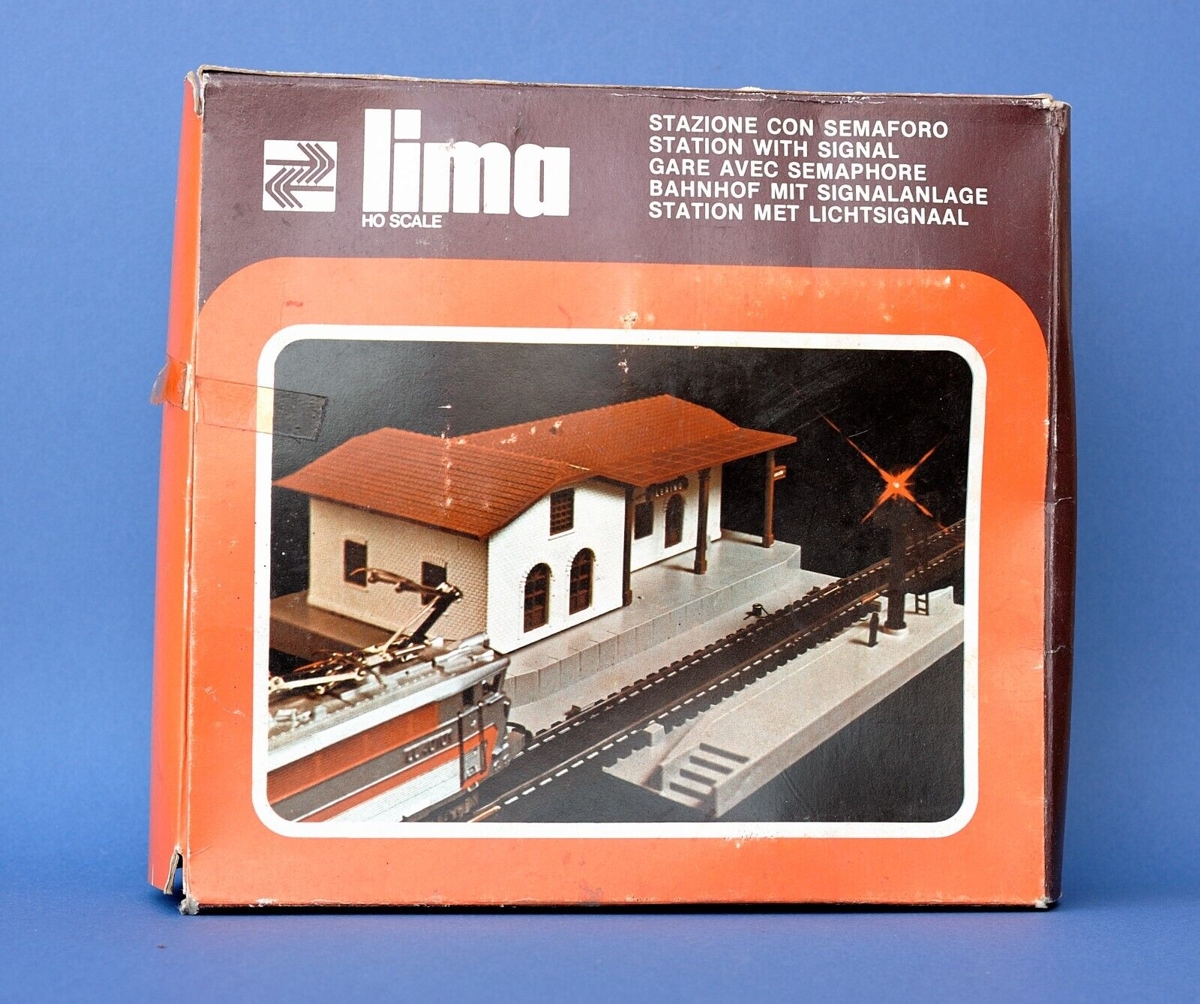 lima
HO SCALE
STAZIONE CON SEMAFORO
STATION WITH SIGNAL
GARE AVEC SEMAPHORE
BAHNHOF MIT SIGNALANLAGE
STATION MET LICHTSIGNAAL